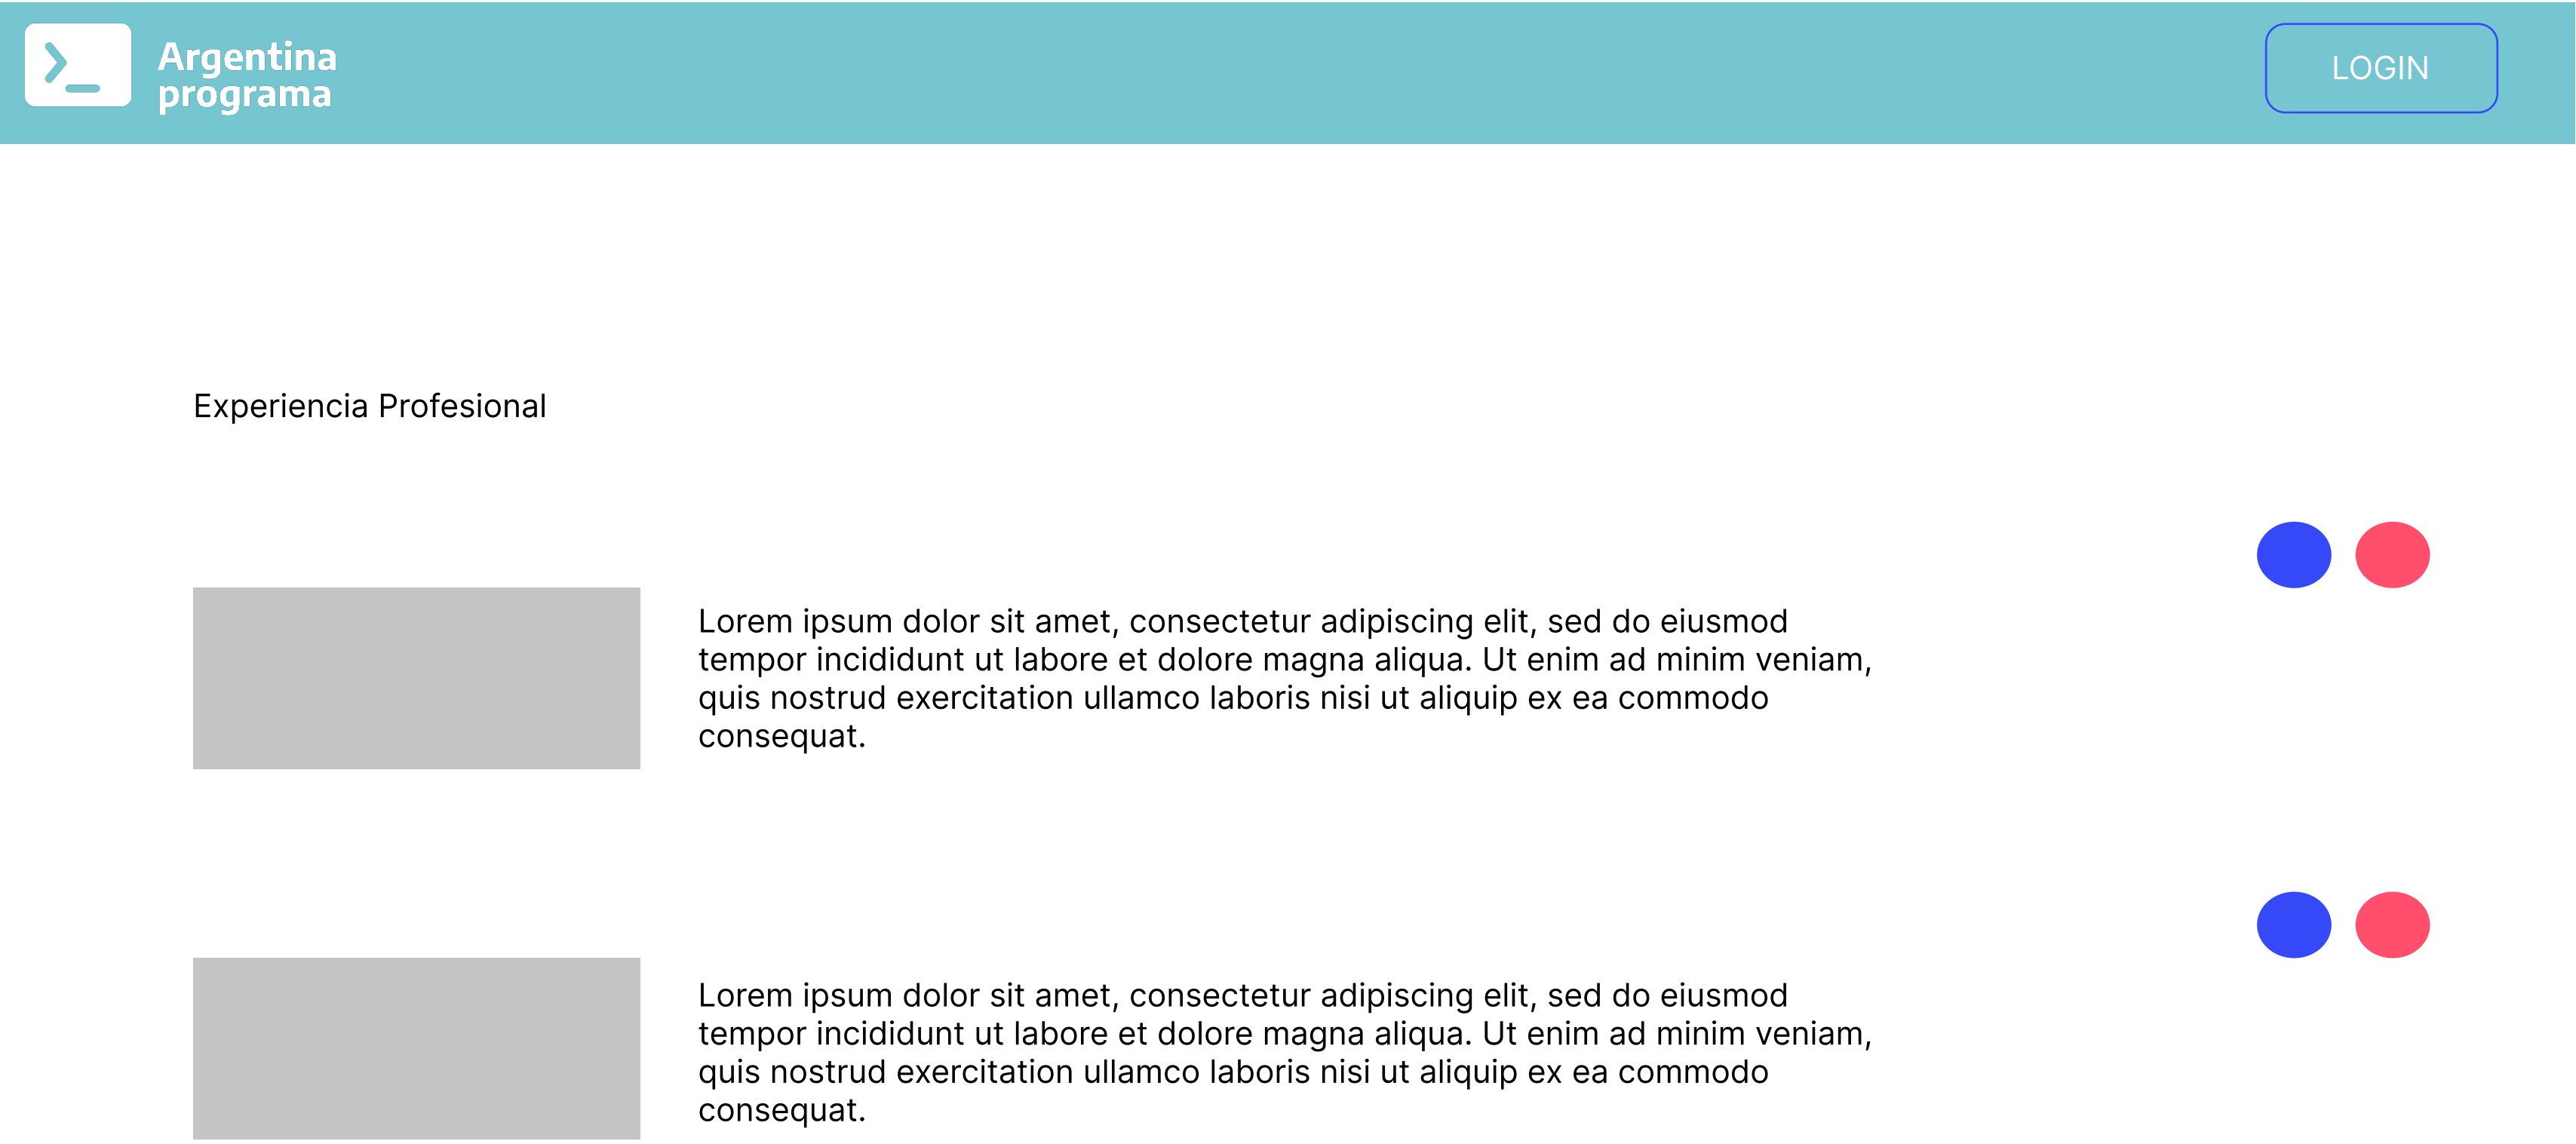 Argentina
programa
LOGIN
Experiencia Profesional
Lorem ipsum dolor sit amet, consectetur adipiscing elit, sed do eiusmod
tempor incididunt ut labore et dolore magna aliqua. Ut enim ad minim veniam,
quis nostrud exercitation ullamco laboris nisi ut aliquip ex ea commodo
consequat.
Lorem ipsum dolor sit amet, consectetur adipiscing elit, sed do eiusmod
tempor incididunt ut labore et dolore magna aliqua. Ut enim ad minim veniam,
quis nostrud exercitation ullamco laboris nisi ut aliquip ex ea commodo
consequat.